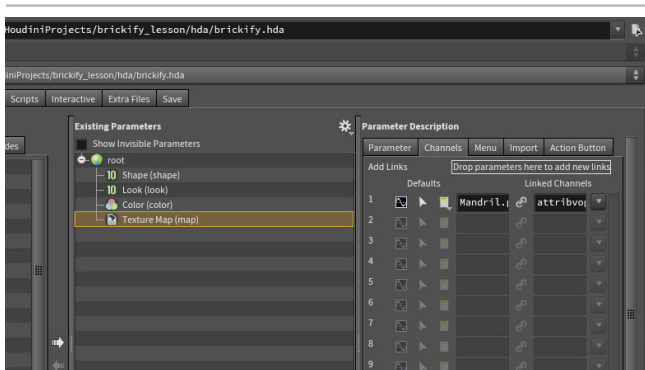 HoudiniProjects/brickify_lesson/hda/brickify.hda
iniProjects/brickify_lesson/hda/brickify.hda
Scripts Interactive Extra Files Save
Existing Parameters
Show Invisible Parameters
root
Shape (shape)
Look (look)
Color (color)
Texture Map (map)
des
Parameter Description
Parameter Channels Menu Import Action Button
Add Links Drop parameters here to add new links
Defaults Linked Channels
1 Mandril. attribvo
2
3
4
5
6
7
8
9